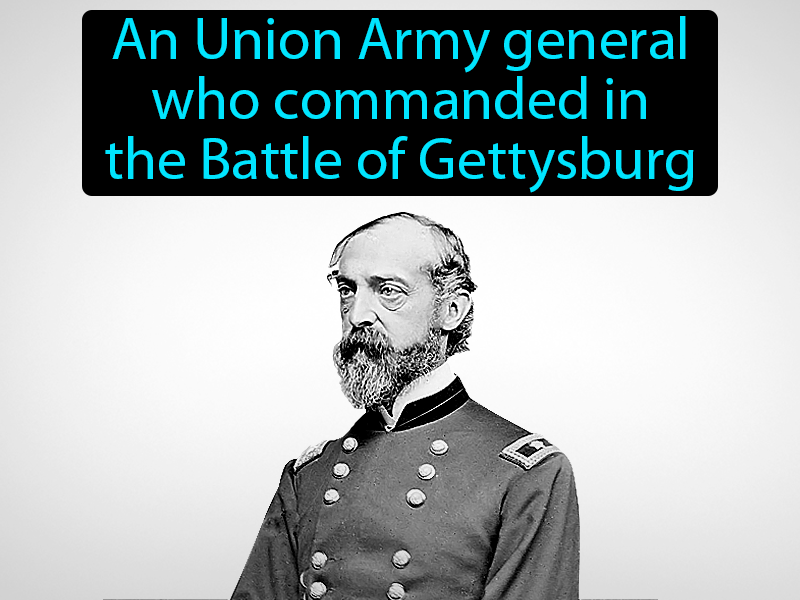 An Union Army general
who commanded in
the Battle of Gettysburg